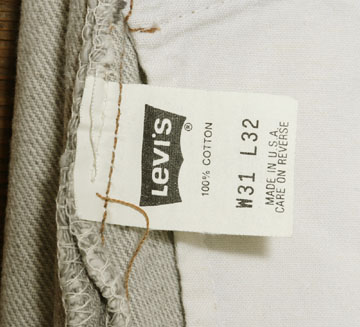 Levi's ®
100% COTTON
W31 L32
MADE IN U.S.A.
CARE ON REVERSE